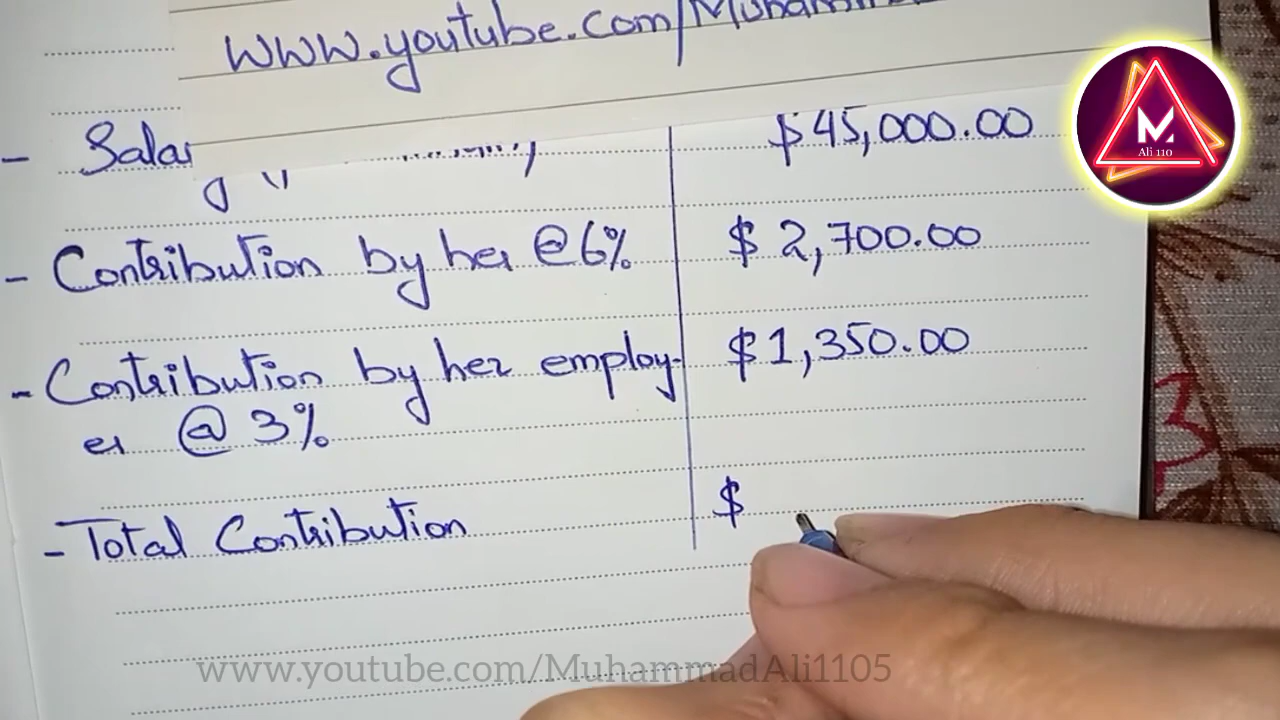 www.youtube.com/Muhamm
M
Ali 110
- Salar
$ 45,000.00
- Contribution by her @ 6%
$ 2,700.00
- Contribution by her employ-
$ 1,350.00
er @ 3%
- Total Contribution
$
www.youtube.com/MuhammadAli1105